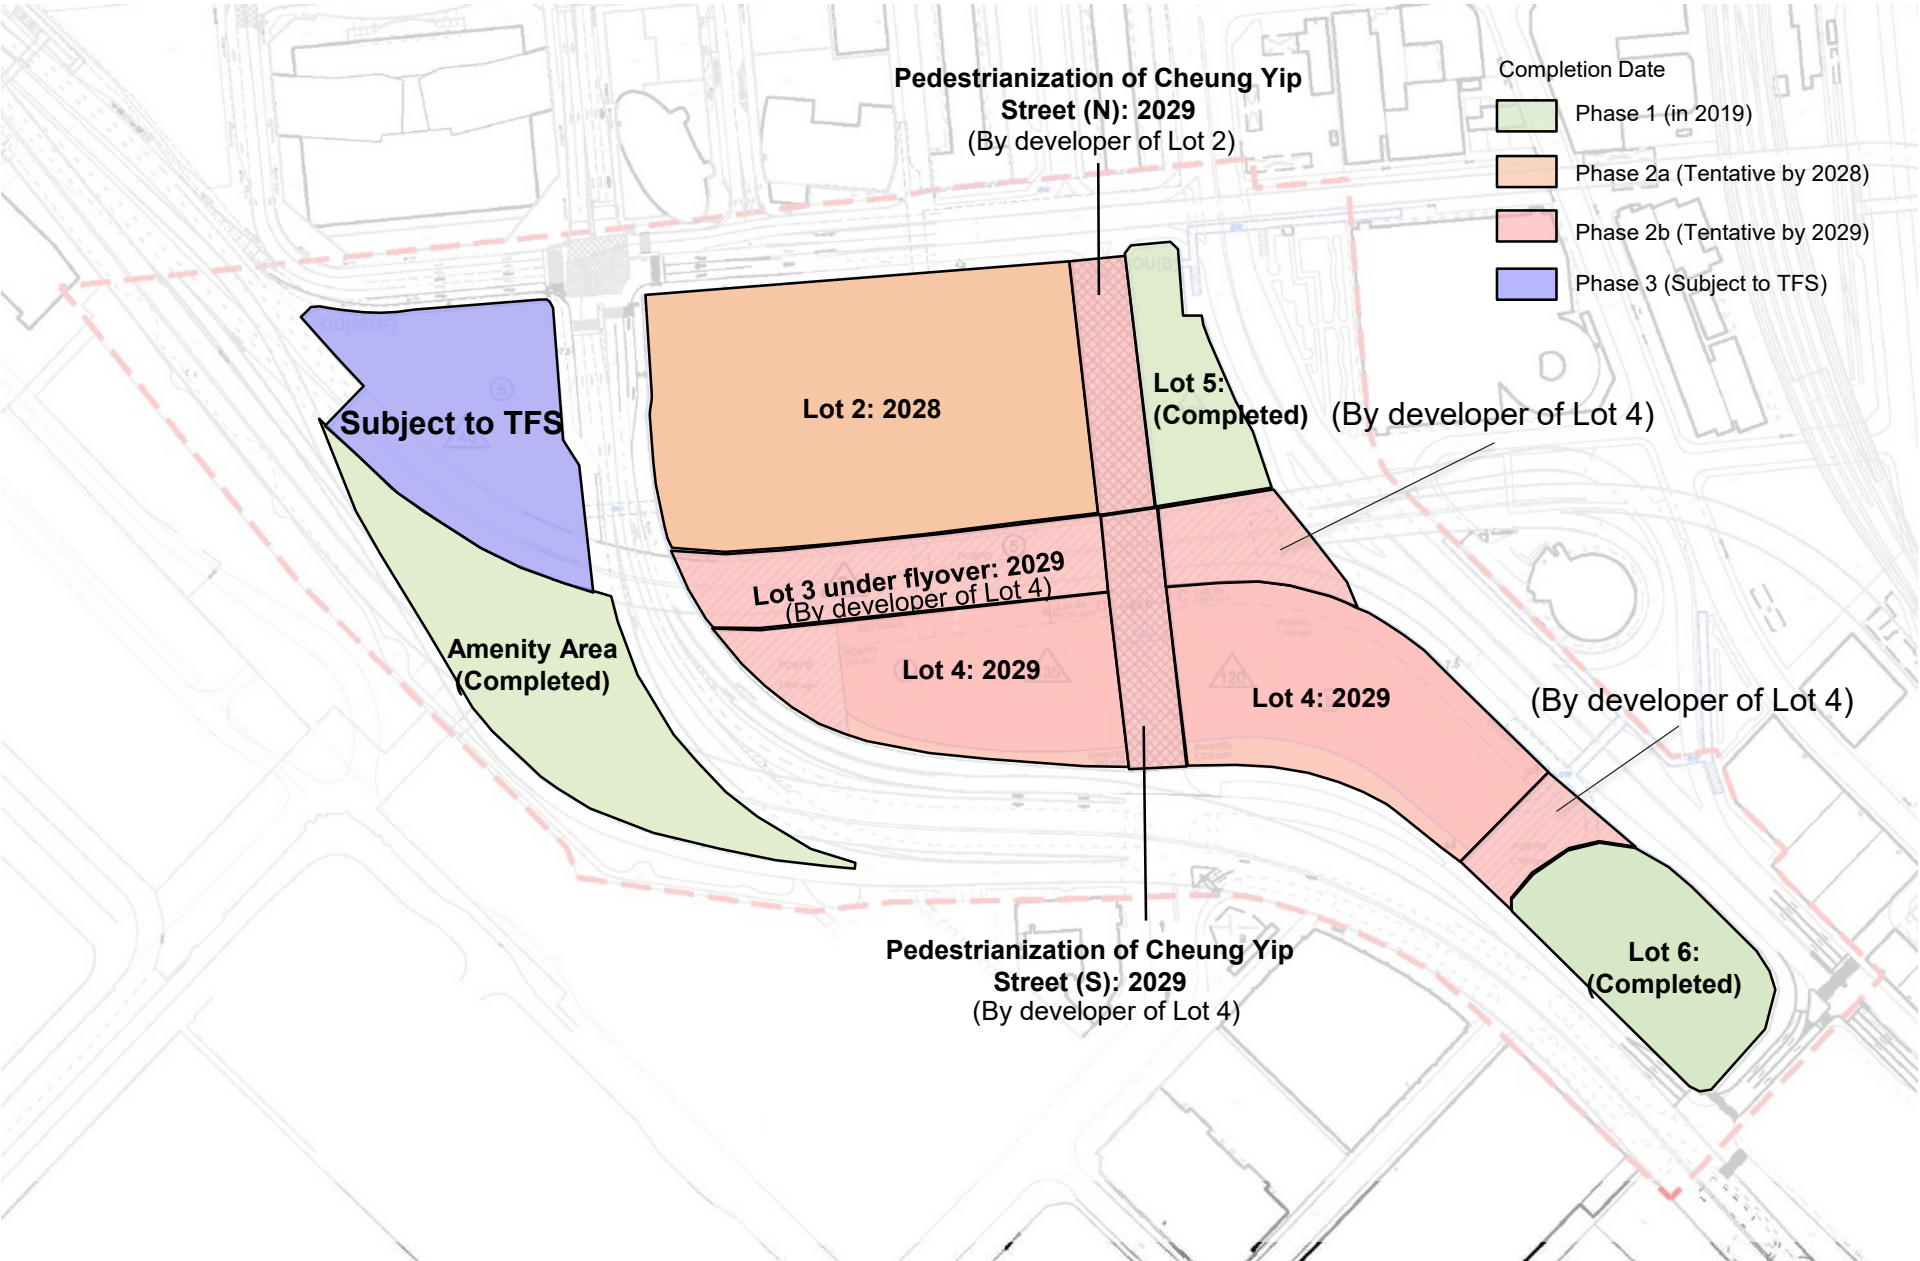 Pedestrianization of Cheung Yip
Street (N): 2029
(By developer of Lot 2)
Completion Date
Phase 1 (in 2019)
Phase 2a (Tentative by 2028)
Phase 2b (Tentative by 2029)
Phase 3 (Subject to TFS)
OU(B)
Subject to TFS
5
Lot 2: 2028
Lot 5:
(Completed)
(By developer of Lot 4)
Lot 3 under flyover: 2029
(By developer of Lot 4)
Amenity Area
(Completed)
Lot 4: 2029
120
Lot 4: 2029
(By developer of Lot 4)
Pedestrianization of Cheung Yip
Street (S): 2029
(By developer of Lot 4)
Lot 6:
(Completed)